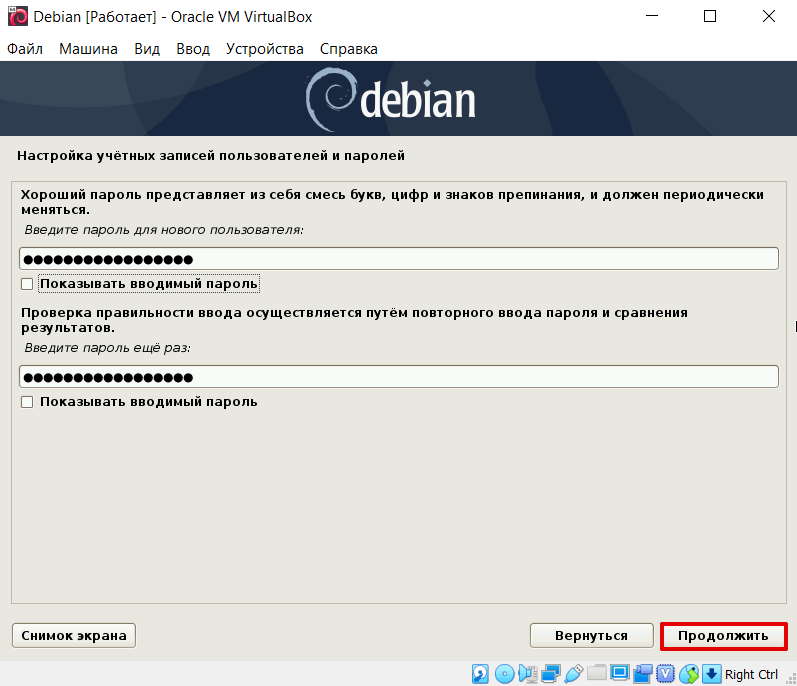 Debian [Работает] - Oracle VM VirtualBox
Файл Машина Вид Ввод Устройства Справка
debian
Настройка учётных записей пользователей и паролей
Хороший пароль представляет из себя смесь букв, цифр и знаков препинания, и должен периодически
меняться.
Введите пароль для нового пользователя:
●●●●●●●●●●●●●●●●●
Показывать вводимый пароль
Проверка правильности ввода осуществляется путём повторного ввода пароля и сравнения
результатов.
Введите пароль ещё раз:
●●●●●●●●●●●●●●●●●
Показывать вводимый пароль
Снимок экрана Вернуться Продолжить
Right Ctrl